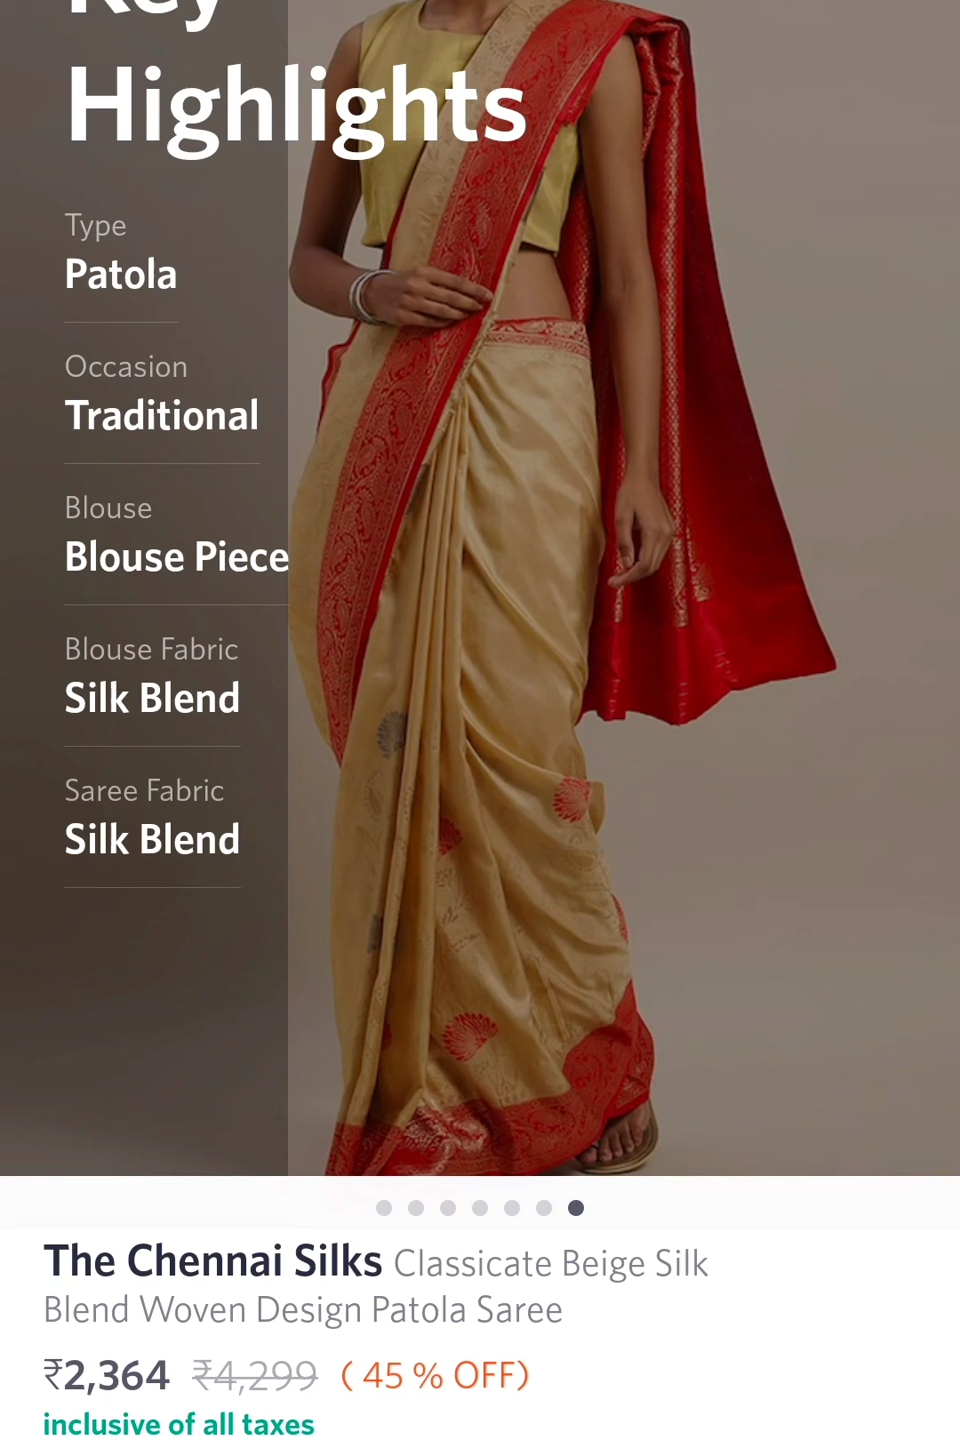 Key
Highlights
Type
Patola
Occasion
Traditional
Blouse
Blouse Piece
Blouse Fabric
Silk Blend
Saree Fabric
Silk Blend
The Chennai Silks Classicate Beige Silk
Blend Woven Design Patola Saree
₹2,364 ₹4,299 ( 45 % OFF)
inclusive of all taxes